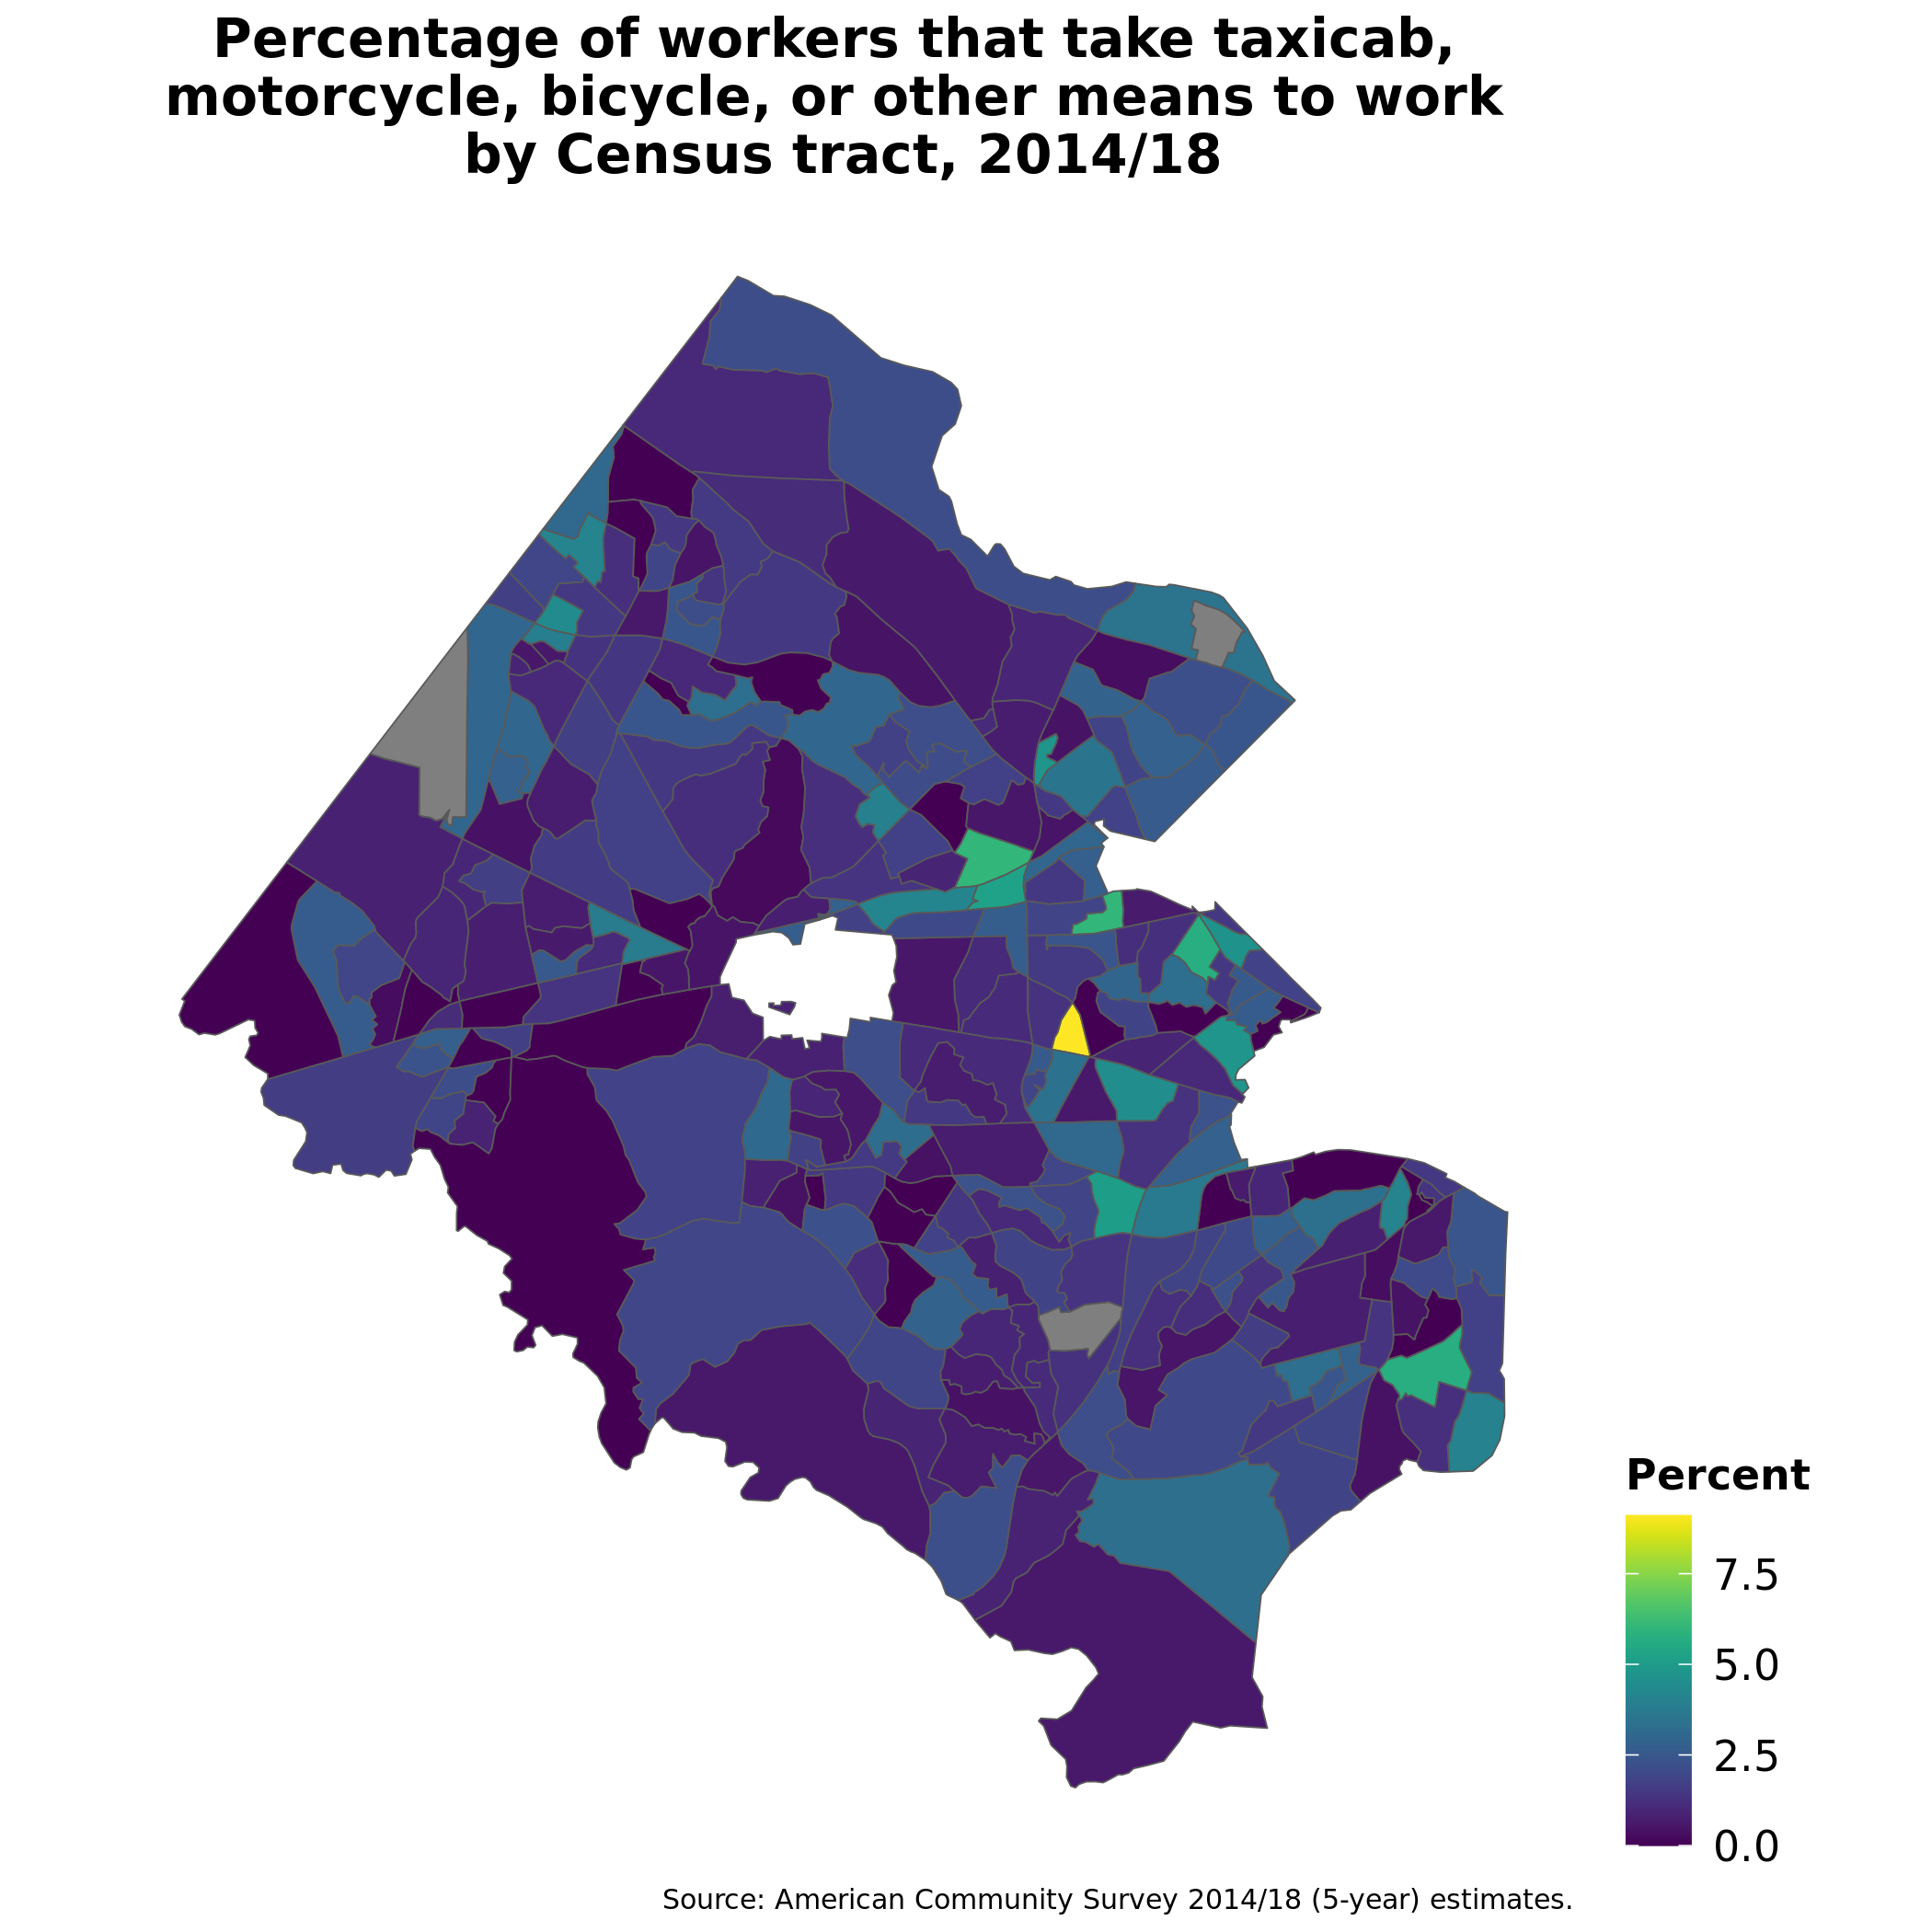 Percentage of workers that take taxicab,
motorcycle, bicycle, or other means to work
by Census tract, 2014/18
Percent
7.5
5.0
2.5
0.0
Source: American Community Survey 2014/18 (5-year) estimates.